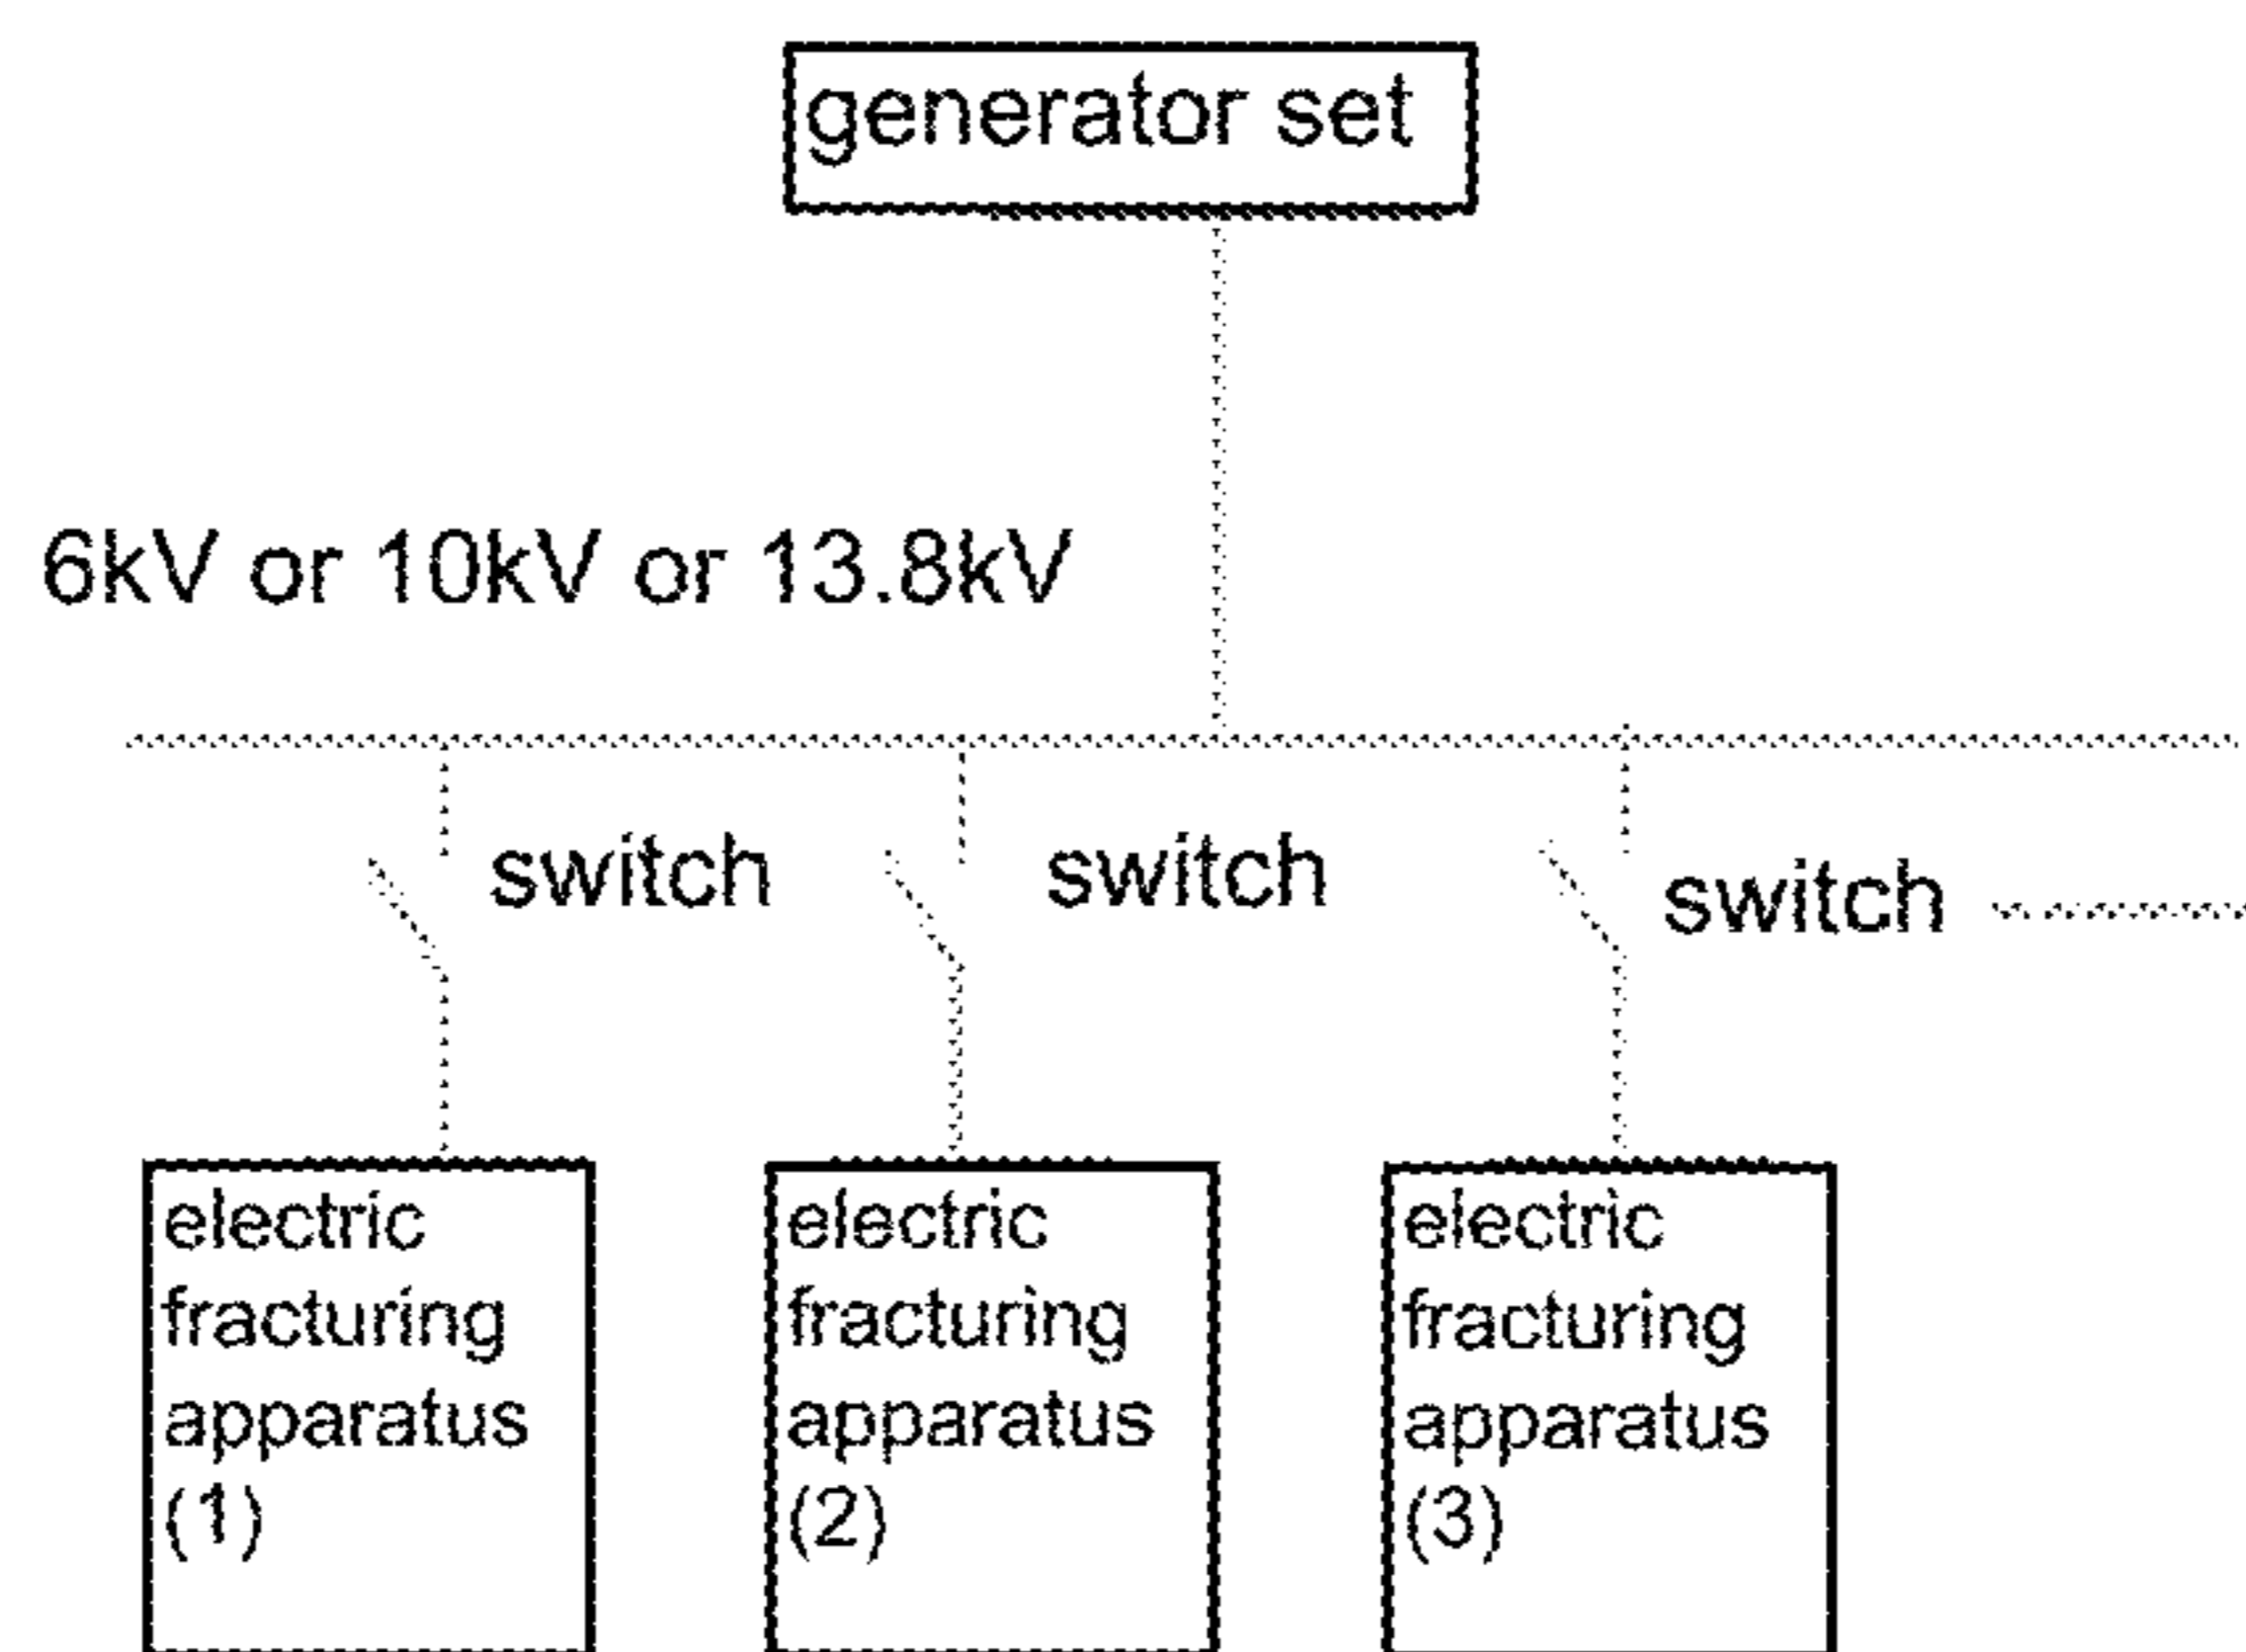 generator set
6kV or 10kV or 13.8kV
switch
switch
switch
electric
fracturing
apparatus
(1)
electric
fracturing
apparatus
(2)
electric
fracturing
apparatus
(3)